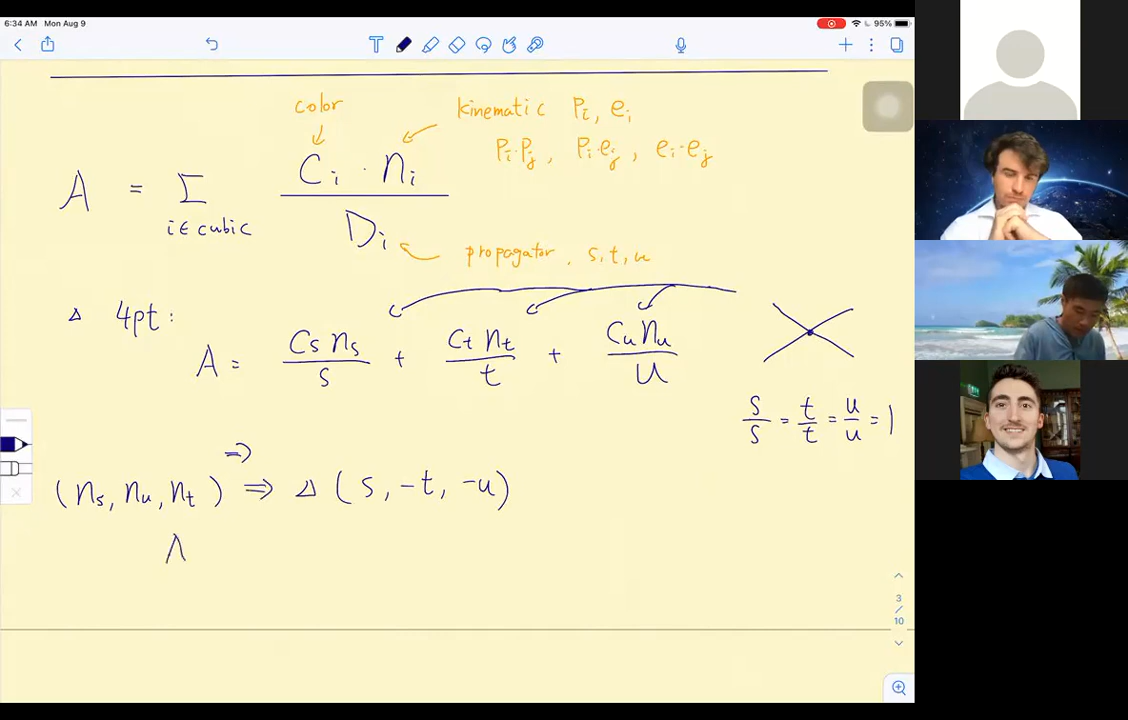 6:34 AM Mon Aug 9 95%
color
kinematic Pi, ei
Pi·Pj, Pi·ej, ei·ej
A = Σ Ci · ni
i∈cubic Di
propagator, s, t, u
Δ 4pt:
A = Cs ns / s + Ct nt / t + Cu nu / u
s/s = t/t = u/u = 1
⇒
(ns, nu, nt) ⇒ Δ (s, -t, -u)
Λ
3
/
10